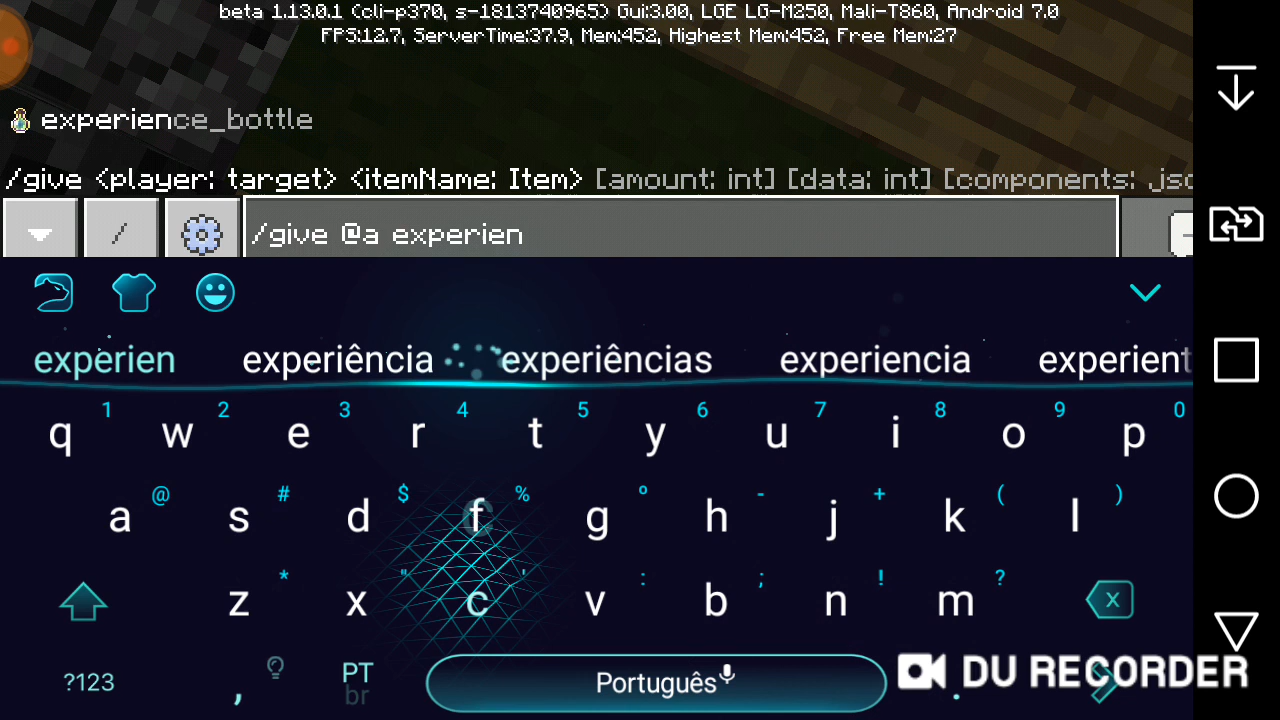 beta 1.13.0.1 (cli-p370, s-1813740965) Gui:3.00, LGE LG-M250, Mali-T860, Android 7.0
FPS:12.7, ServerTime:37.9, Mem:452, Highest Mem:452, Free Mem:27
experience_bottle
/give <player: target> <itemName: Item> [amount: int] [data: int] [components: .jsc
/
/give @a experien
experien experiência experiências experiencia experient
1 2 3 4 5 6 7 8 9 0
q w e r t y u i o p
@ # $ % º - + ( )
a s d f g h j k l
* " ' : ; ! ?
z x c v b n m x
?123 , PT br Português .
DU RECORDER